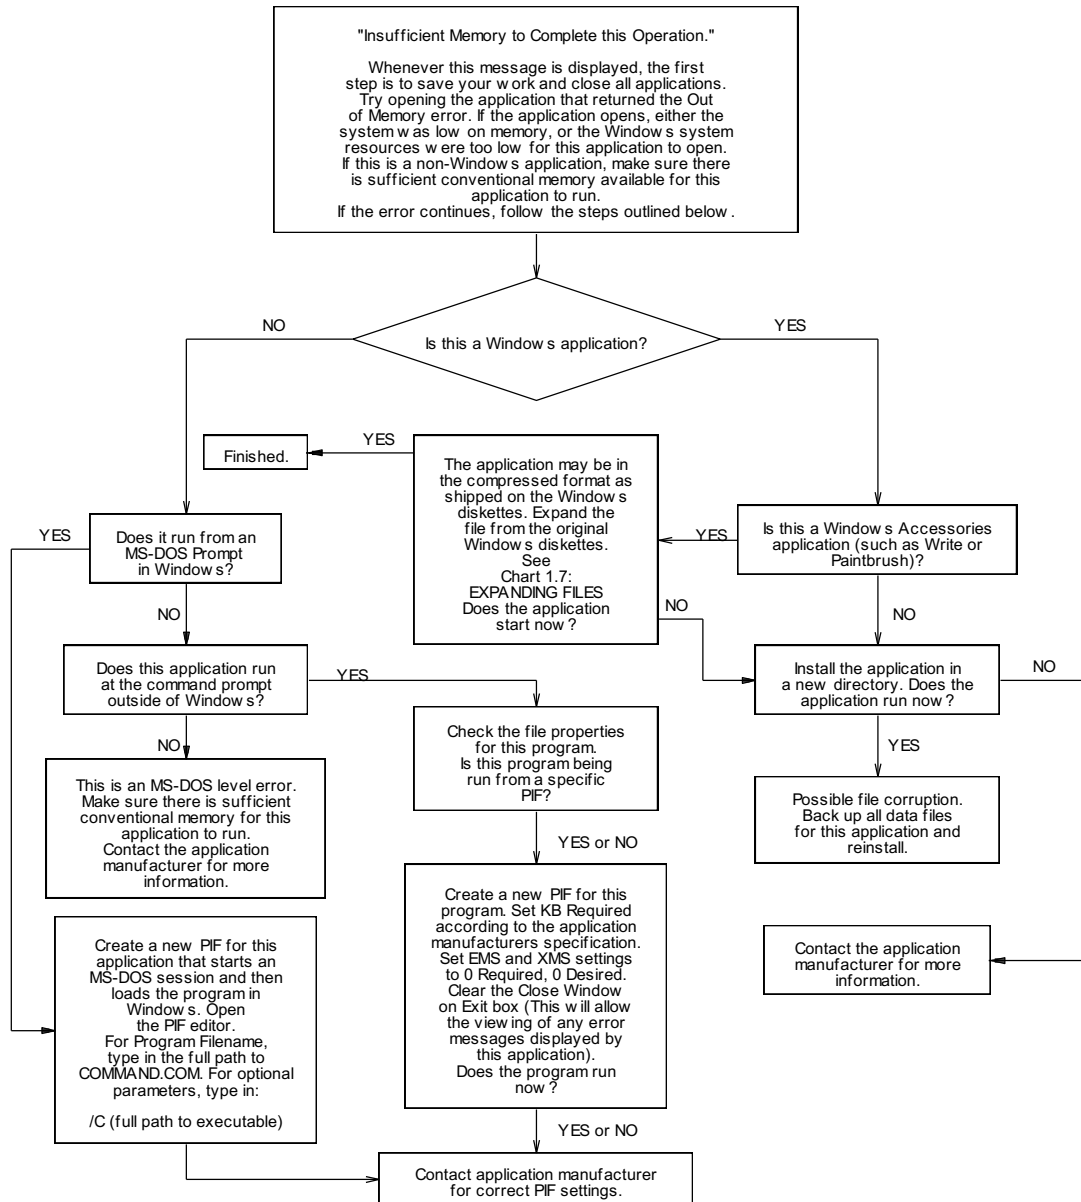 "Insufficient Memory to Complete this Operation."
Whenever this message is displayed, the first
step is to save your work and close all applications.
Try opening the application that returned the Out
of Memory error. If the application opens, either the
system was low on memory, or the Windows system
resources were too low for this application to open.
If this is a non-Windows application, make sure there
is sufficient conventional memory available for this
application to run.
If the error continues, follow the steps outlined below.
NO
YES
Is this a Windows application?
YES
Finished.
The application may be in
the compressed format as
shipped on the Windows
diskettes. Expand the
file from the original
Windows diskettes.
See
Chart 1.7:
EXPANDING FILES
Does the application
start now?
YES
Does it run from an
MS-DOS Prompt
in Windows?
YES
Is this a Windows Accessories
application (such as Write or
Paintbrush)?
NO
NO
NO
Does this application run
at the command prompt
outside of Windows?
YES
Install the application in
a new directory. Does the
application run now?
NO
Check the file properties
for this program.
Is this program being
run from a specific
PIF?
NO
YES
This is an MS-DOS level error.
Make sure there is sufficient
conventional memory for this
application to run.
Contact the application
manufacturer for more
information.
Possible file corruption.
Back up all data files
for this application and
reinstall.
YES or NO
Create a new PIF for this
program. Set KB Required
according to the application
manufacturers specification.
Set EMS and XMS settings
to 0 Required, 0 Desired.
Clear the Close Window
on Exit box (This will allow
the viewing of any error
messages displayed by
this application).
Does the program run
now?
Create a new PIF for this
application that starts an
MS-DOS session and then
loads the program in
Windows. Open
the PIF editor.
For Program Filename,
type in the full path to
COMMAND.COM. For optional
parameters, type in:
/C (full path to executable)
Contact the application
manufacturer for more
information.
YES or NO
Contact application manufacturer
for correct PIF settings.